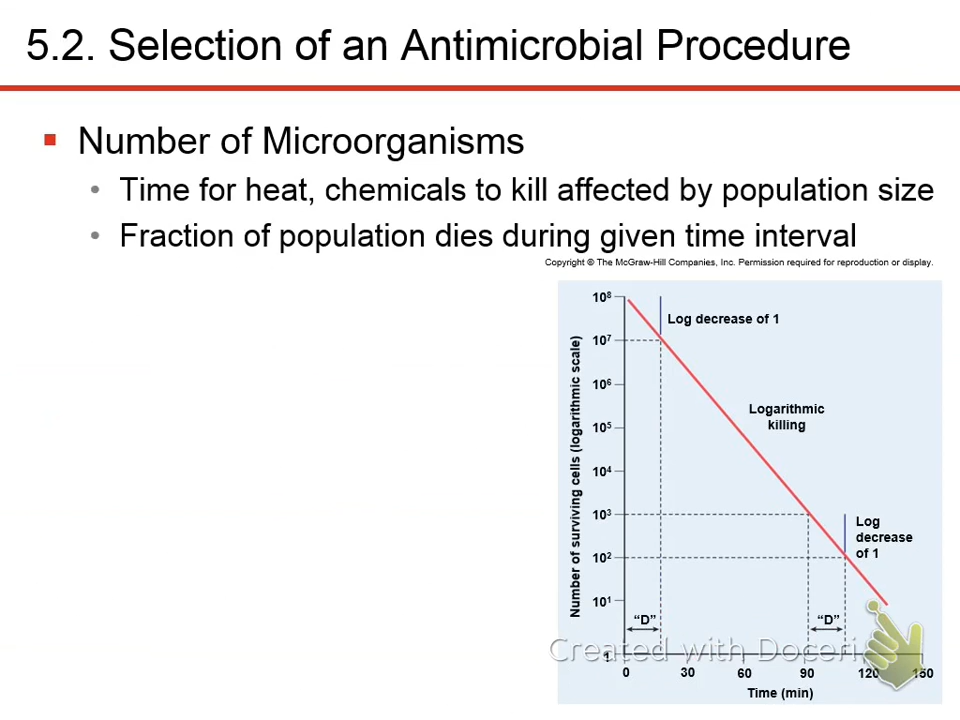 5.2. Selection of an Antimicrobial Procedure
Number of Microorganisms
• Time for heat, chemicals to kill affected by population size
• Fraction of population dies during given time interval
Copyright © The McGraw-Hill Companies, Inc. Permission required for reproduction or display.
Number of surviving cells (logarithmic scale)
10⁸
10⁷
10⁶
10⁵
10⁴
10³
10²
10¹
1
Log decrease of 1
Logarithmic
killing
Log
decrease
of 1
“D”
“D”
Created with Doceri
0 30 60 90 120 150
Time (min)